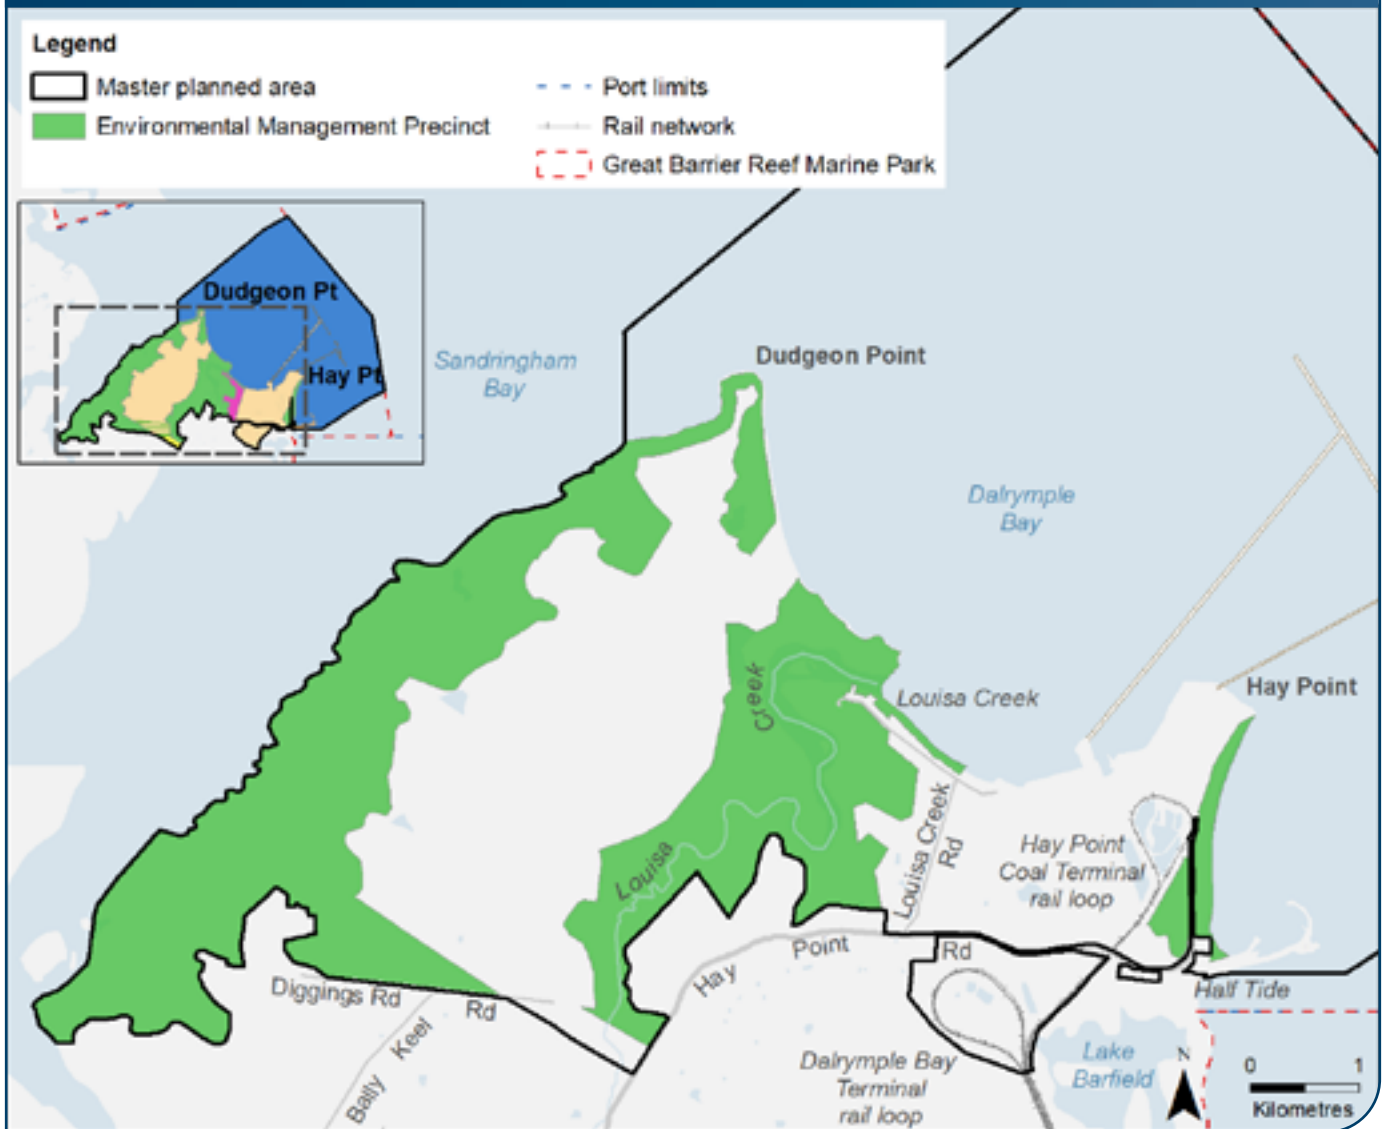 Legend
Master planned area
Environmental Management Precinct
Port limits
Rail network
Great Barrier Reef Marine Park
Dudgeon Pt
Hay Pt
Sandringham
Bay
Dudgeon Point
Dalrymple
Bay
Hay Point
Louisa Creek
Creek
Louisa
Louisa Creek
Rd
Hay Point
Coal Terminal
rail loop
Hay
Point
Rd
Diggings Rd
Rd
Bally
Keel
Half Tide
Dalrymple Bay
Terminal
rail loop
Lake
Barfield
N
0
1
Kilometres